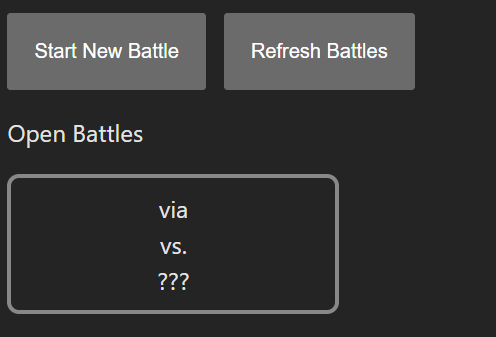 Start New Battle
Refresh Battles
Open Battles
via
vs.
???